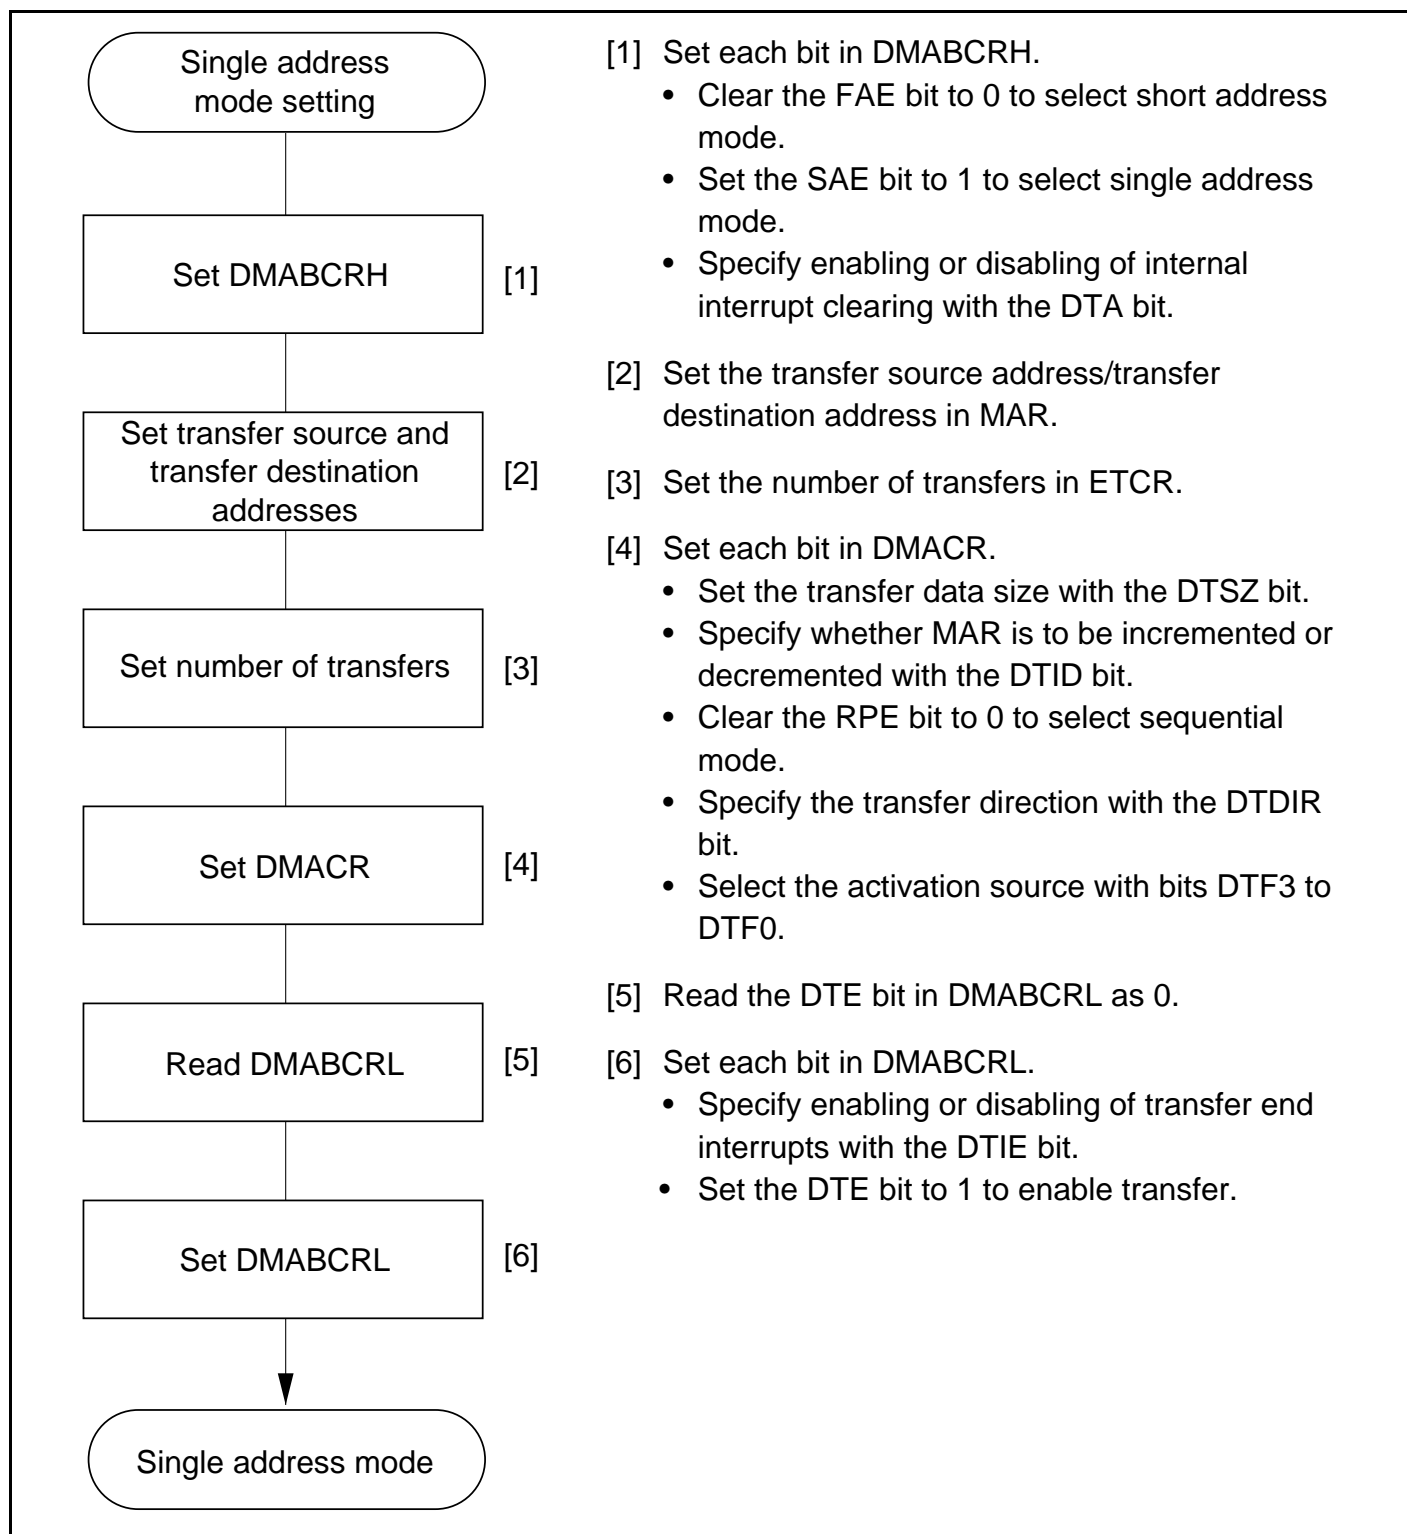 Single address
mode setting
Set DMABCRH
[1]
Set transfer source and
transfer destination
addresses
[2]
Set number of transfers
[3]
Set DMACR
[4]
Read DMABCRL
[5]
Set DMABCRL
[6]
Single address mode
[1] Set each bit in DMABCRH.
• Clear the FAE bit to 0 to select short address
mode.
• Set the SAE bit to 1 to select single address
mode.
• Specify enabling or disabling of internal
interrupt clearing with the DTA bit.
[2] Set the transfer source address/transfer
destination address in MAR.
[3] Set the number of transfers in ETCR.
[4] Set each bit in DMACR.
• Set the transfer data size with the DTSZ bit.
• Specify whether MAR is to be incremented or
decremented with the DTID bit.
• Clear the RPE bit to 0 to select sequential
mode.
• Specify the transfer direction with the DTDIR
bit.
• Select the activation source with bits DTF3 to
DTF0.
[5] Read the DTE bit in DMABCRL as 0.
[6] Set each bit in DMABCRL.
• Specify enabling or disabling of transfer end
interrupts with the DTIE bit.
• Set the DTE bit to 1 to enable transfer.